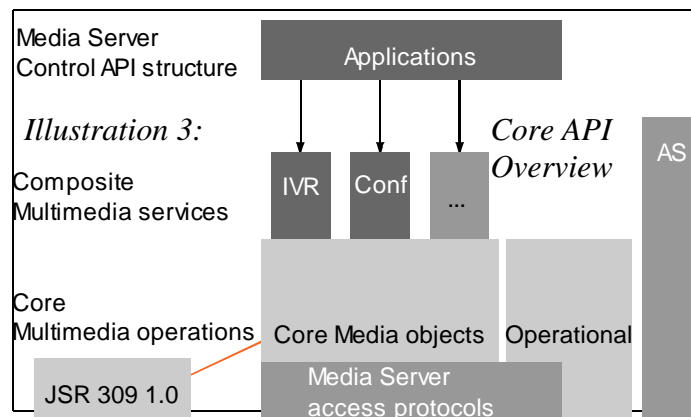 Media Server
Control API structure
Applications
Illustration 3:
Core API
Overview
AS
Composite
Multimedia services
IVR
Conf
...
Core
Multimedia operations
Core Media objects
Operational
JSR 309 1.0
Media Server
access protocols